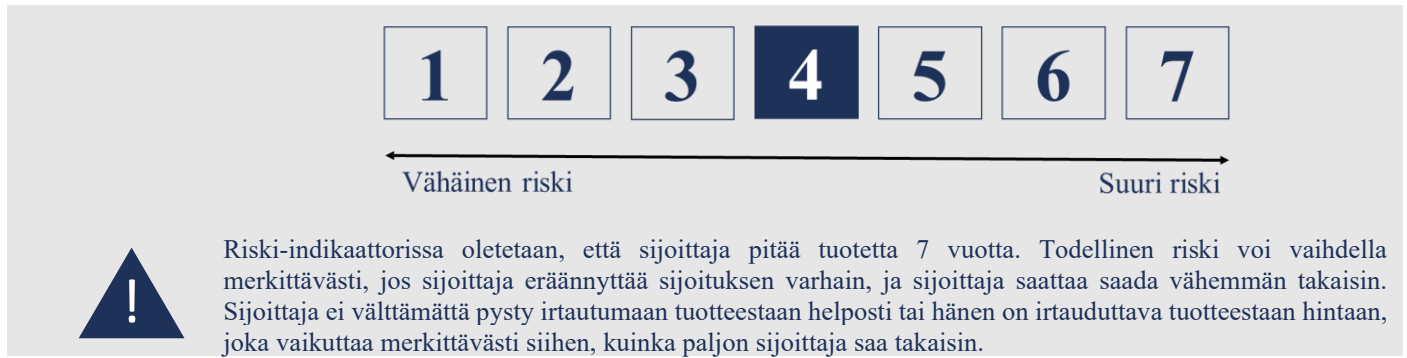 1 2 3 4 5 6 7
Vähäinen riski Suuri riski
Riski-indikaattorissa oletetaan, että sijoittaja pitää tuotetta 7 vuotta. Todellinen riski voi vaihdella
merkittävästi, jos sijoittaja eräännyttää sijoituksen varhain, ja sijoittaja saattaa saada vähemmän takaisin.
Sijoittaja ei välttämättä pysty irtautumaan tuotteestaan helposti tai hänen on irtauduttava tuotteestaan hintaan,
joka vaikuttaa merkittävästi siihen, kuinka paljon sijoittaja saa takaisin.
!